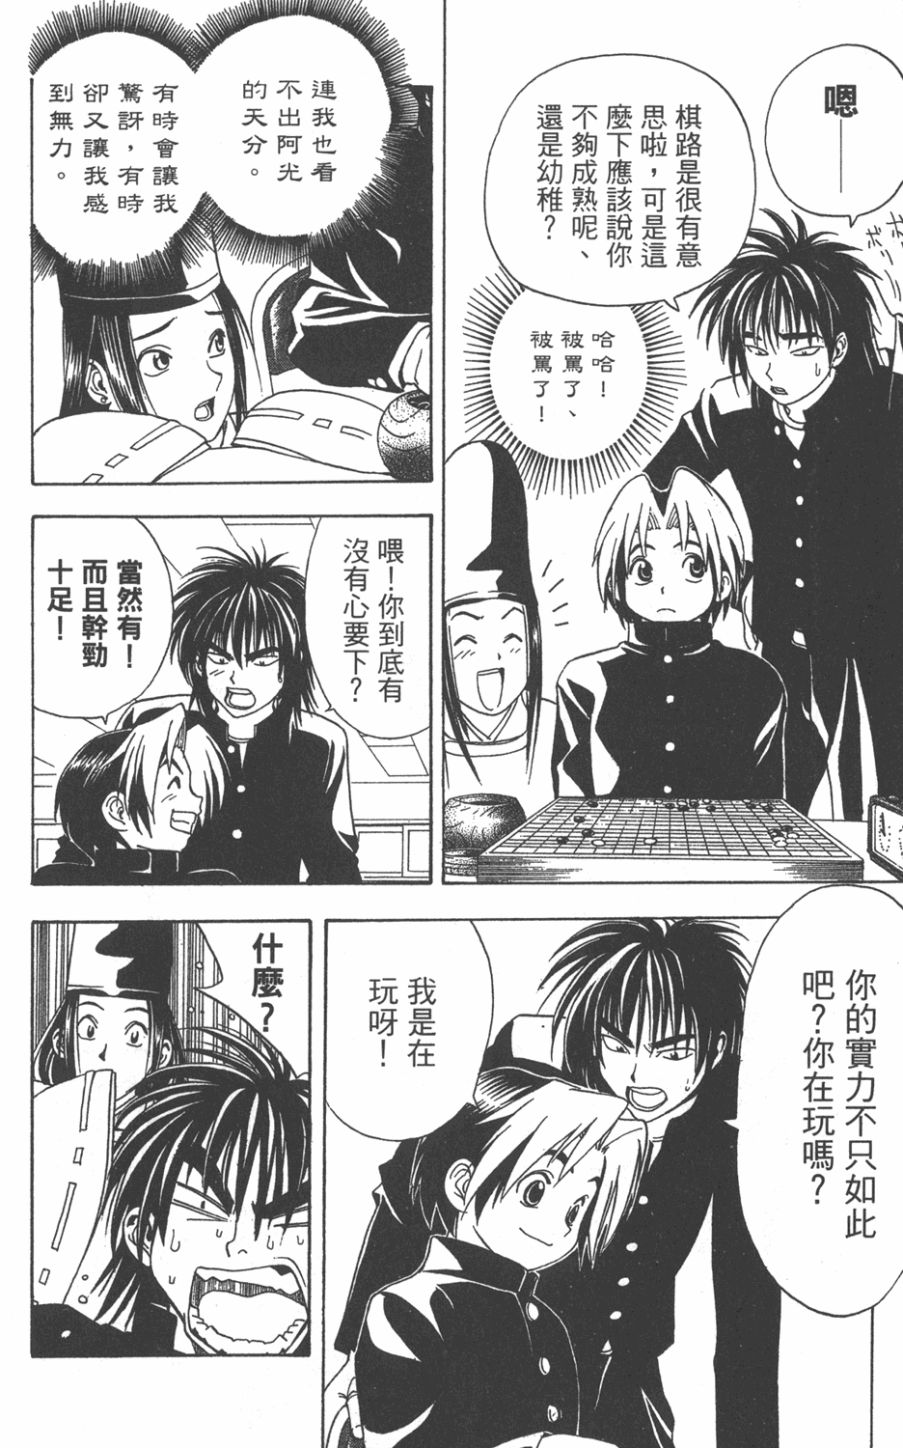 嗯——
棋路是很有意
思啦，可是這
麼下應該說你
不夠成熟呢、
還是幼稚？
哈哈！
被罵了、
被罵了！
ポリポリ
連我也看
不出阿光
的天分。
有時會讓我
驚訝，有時
卻又讓我感
到無力。
喂！你到底有
沒有心要下？
當然有！
而且幹勁
十足！
你的實力不只如此
吧？你在玩嗎？
我是在
玩呀！
什麼？